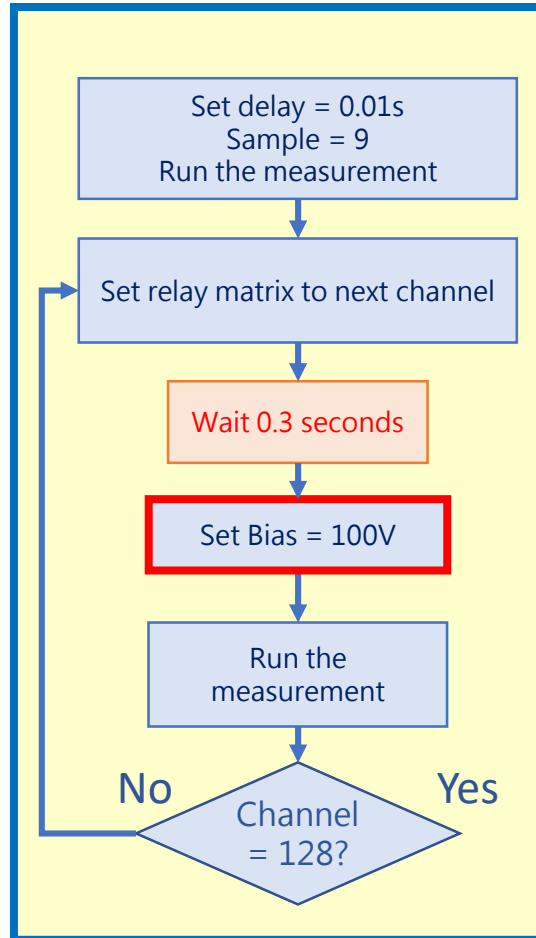 Set delay = 0.01s
Sample = 9
Run the measurement
Set relay matrix to next channel
Wait 0.3 seconds
Set Bias = 100V
Run the
measurement
No
Yes
Channel
= 128?